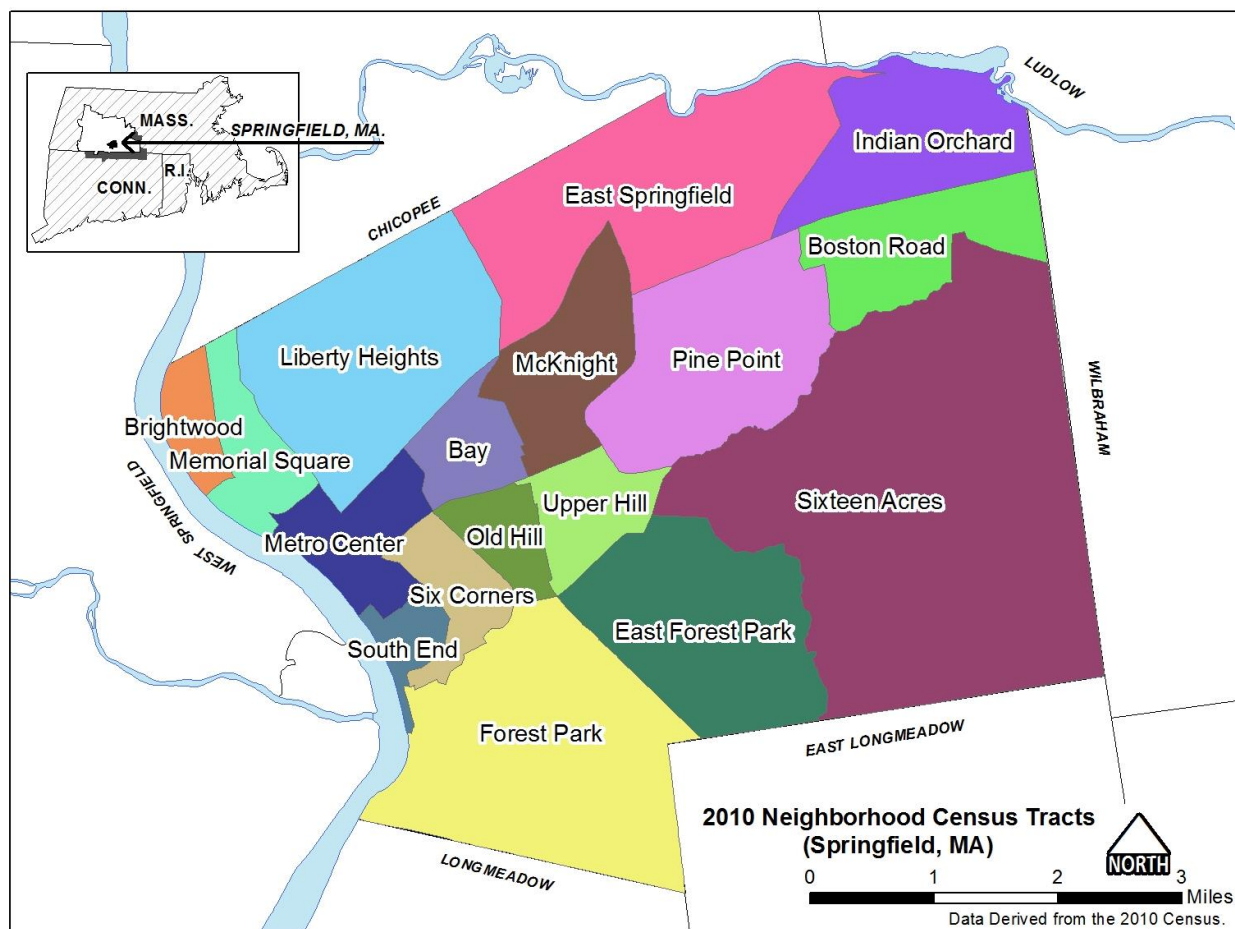 LUDLOW
MASS.
SPRINGFIELD, MA.
R.I.
CONN.
Indian Orchard
East Springfield
CHICOPEE
Boston Road
Liberty Heights
McKnight
Pine Point
WILBRAHAM
Brightwood
Bay
Memorial Square
Sixteen Acres
Upper Hill
WEST SPRINGFIELD
Metro Center
Old Hill
Six Corners
East Forest Park
South End
Forest Park
EAST LONGMEADOW
2010 Neighborhood Census Tracts
(Springfield, MA)
NORTH
LONGMEADOW
0 1 2 3
Miles
Data Derived from the 2010 Census.